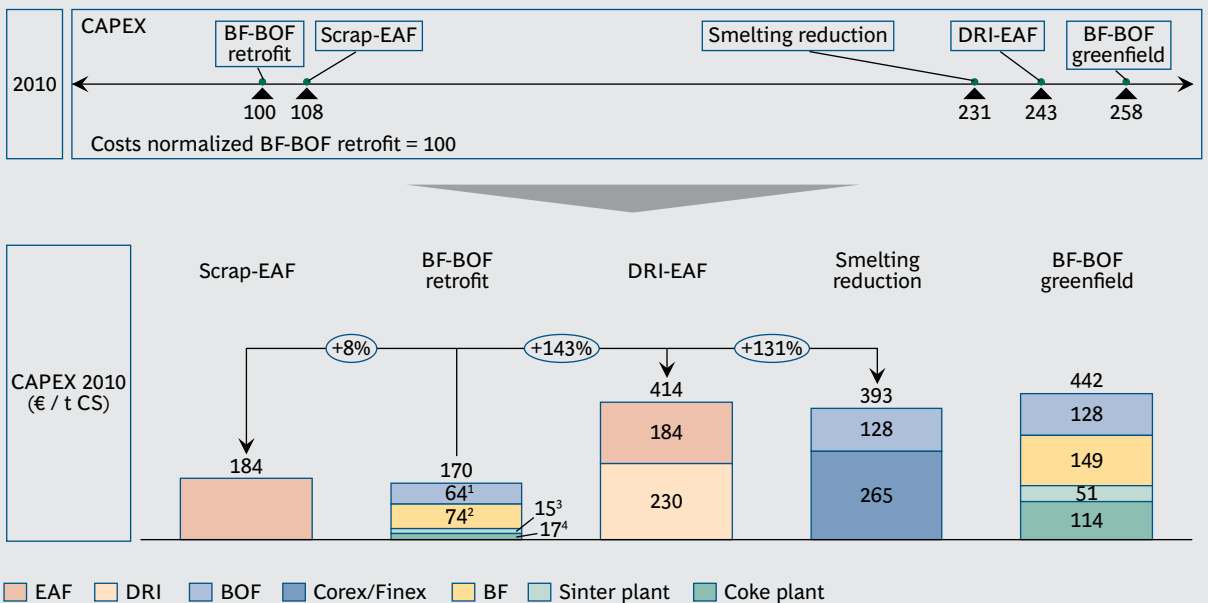 CAPEX
BF-BOF
retrofit
Scrap-EAF
Smelting reduction
DRI-EAF
BF-BOF
greenfield
2010
100
108
231
243
258
Costs normalized BF-BOF retrofit = 100
Scrap-EAF
BF-BOF
retrofit
DRI-EAF
Smelting
reduction
BF-BOF
greenfield
+8%
+143%
+131%
CAPEX 2010
(€ / t CS)
184
170
64¹
74²
15³
17⁴
414
184
230
393
128
265
442
128
149
51
114
EAF
DRI
BOF
Corex/Finex
BF
Sinter plant
Coke plant